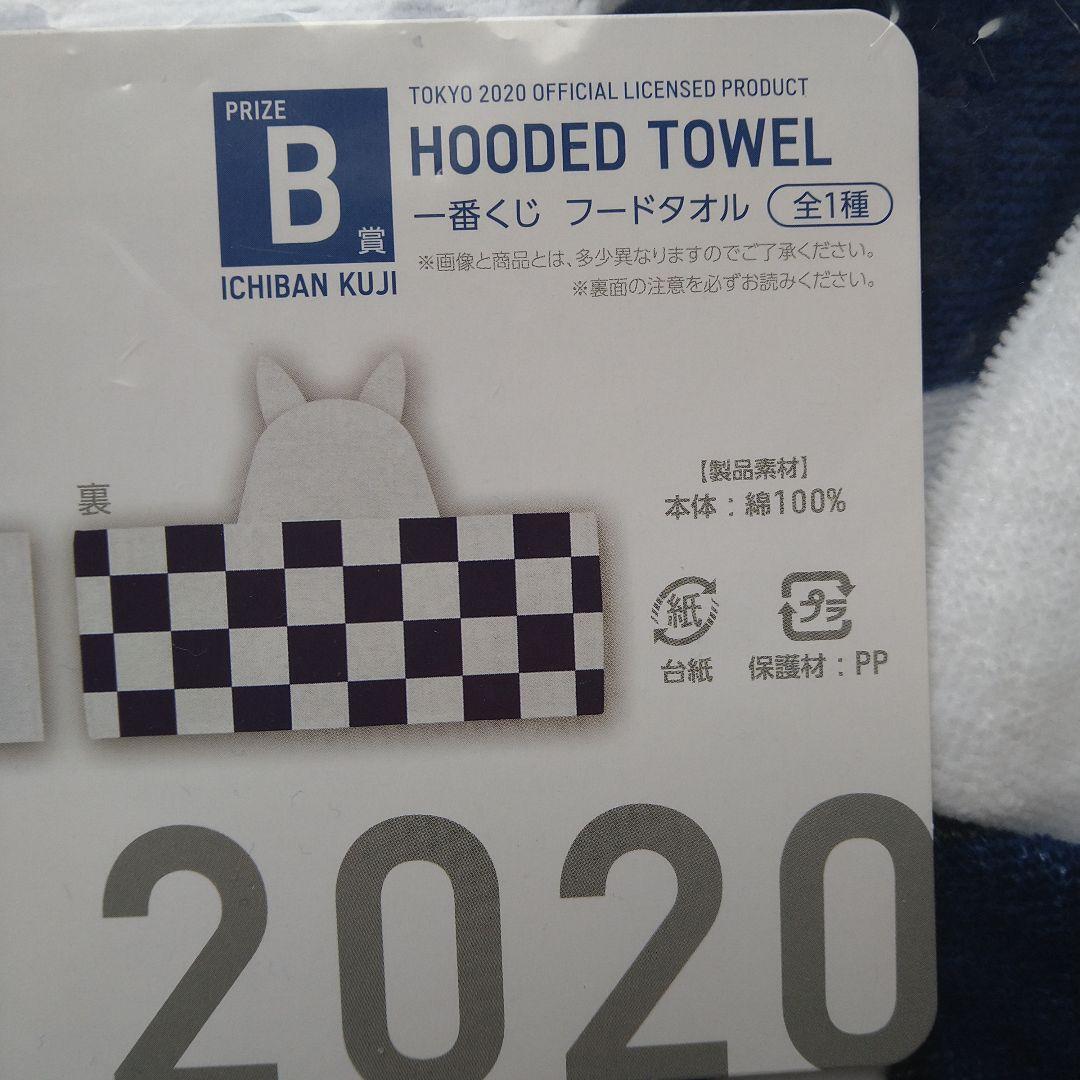 PRIZE
B
賞
ICHIBAN KUJI
TOKYO 2020 OFFICIAL LICENSED PRODUCT
HOODED TOWEL
一番くじ フードタオル 全1種
※画像と商品とは、多少異なりますのでご了承ください。
※裏面の注意を必ずお読みください。
裏
【製品素材】
本体：綿100%
紙
台紙
プラ
保護材：PP
2020